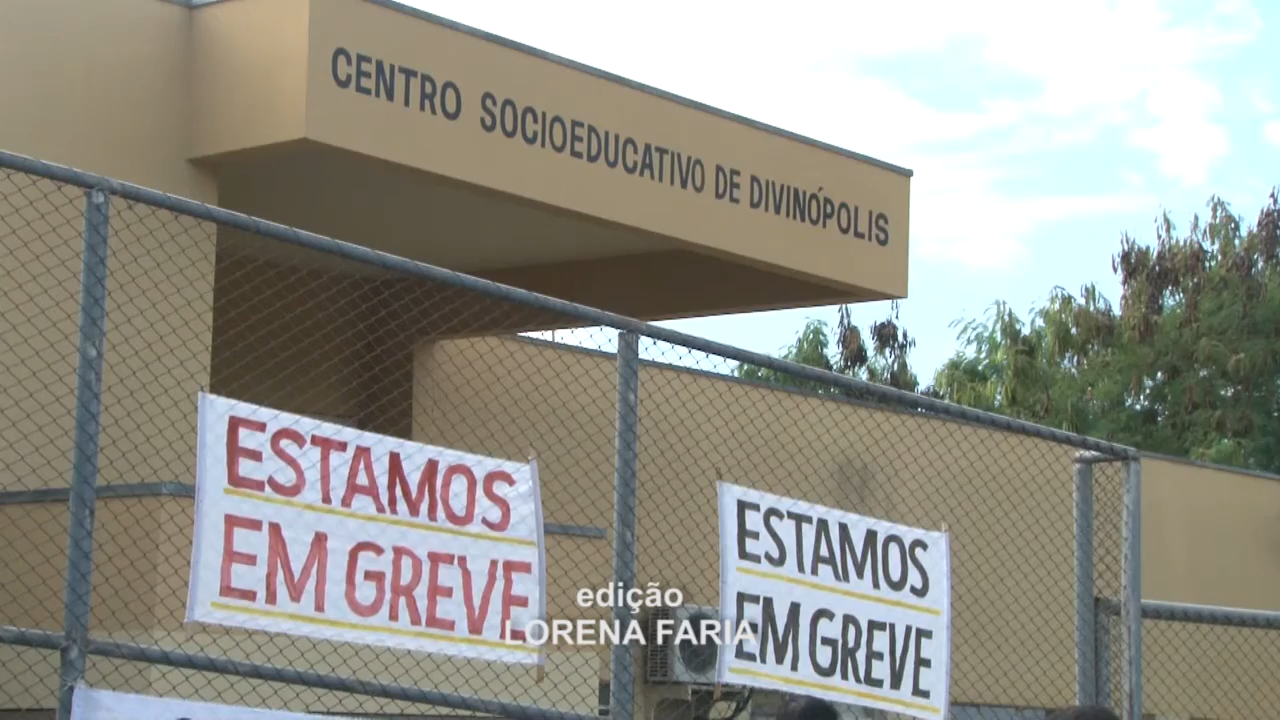 CENTRO SOCIOEDUCATIVO DE DIVINÓPOLIS
ESTAMOS
EM GREVE
ESTAMOS
EM GREVE
edição
LORENA FARIA